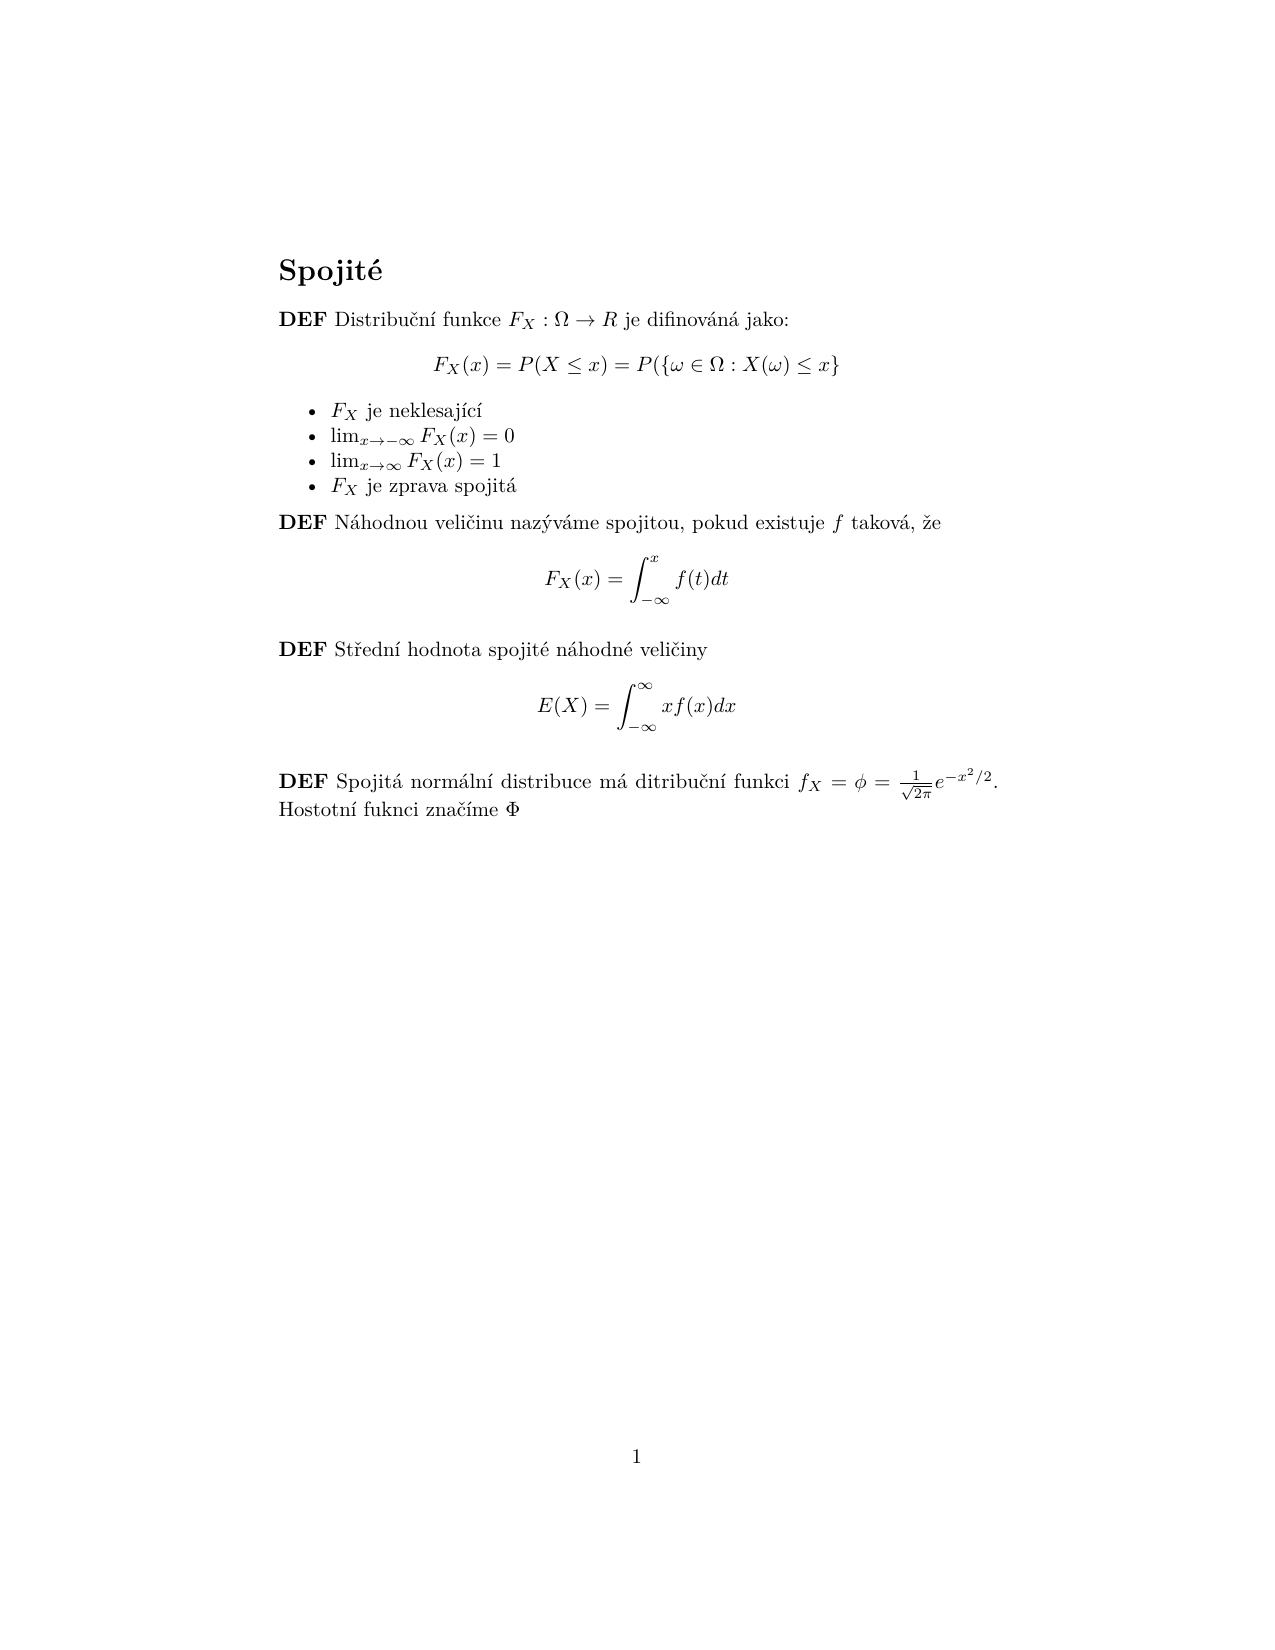 Spojité
DEF Distribuční funkce $F_X : \Omega \to R$ je difinováná jako:
$F_X(x) = P(X \leq x) = P(\{\omega \in \Omega : X(\omega) \leq x\}$
• $F_X$ je neklesající
• $\lim_{x \to -\infty} F_X(x) = 0$
• $\lim_{x \to \infty} F_X(x) = 1$
• $F_X$ je zprava spojitá
DEF Náhodnou veličinu nazýváme spojitou, pokud existuje $f$ taková, že
$F_X(x) = \int_{-\infty}^{x} f(t)dt$
DEF Střední hodnota spojité náhodné veličiny
$E(X) = \int_{-\infty}^{\infty} xf(x)dx$
DEF Spojitá normální distribuce má ditribuční funkci $f_X = \phi = \frac{1}{\sqrt{2\pi}} e^{-x^2/2}$.
Hostotní fuknci značíme $\Phi$
1